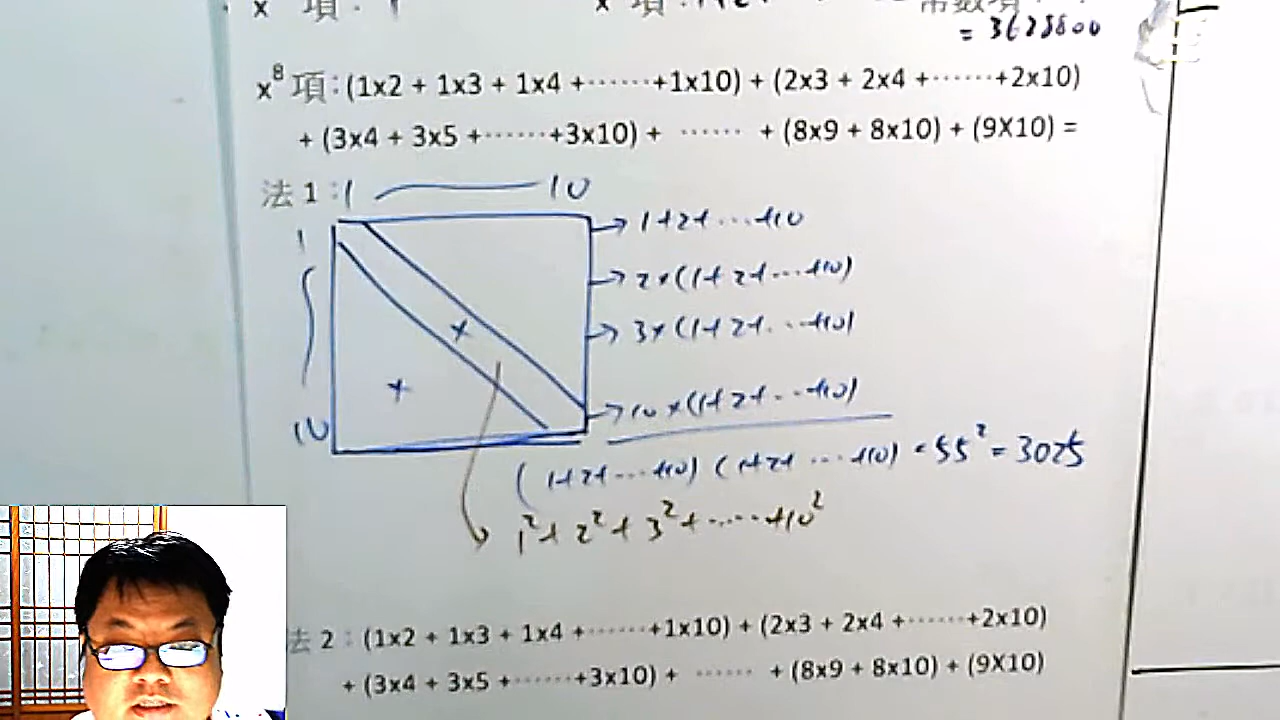 = 3628800
x⁸ 項:(1x2 + 1x3 + 1x4 +⋯⋯+1x10) + (2x3 + 2x4 +⋯⋯+2x10)
+ (3x4 + 3x5 +⋯⋯+3x10) + ⋯⋯ + (8x9 + 8x10) + (9X10) =
法 1:1 10
1
10
→ 1+2+⋯+10
→ 2×(1+2+⋯+10)
→ 3×(1+2+⋯+10)
→ 10×(1+2+⋯+10)
(1+2+⋯+10) (1+2+⋯+10) = 55² = 3025
1² + 2² + 3² +⋯⋯+10²
法 2:(1x2 + 1x3 + 1x4 +⋯⋯+1x10) + (2x3 + 2x4 +⋯⋯+2x10)
+ (3x4 + 3x5 +⋯⋯+3x10) + ⋯⋯ + (8x9 + 8x10) + (9X10)